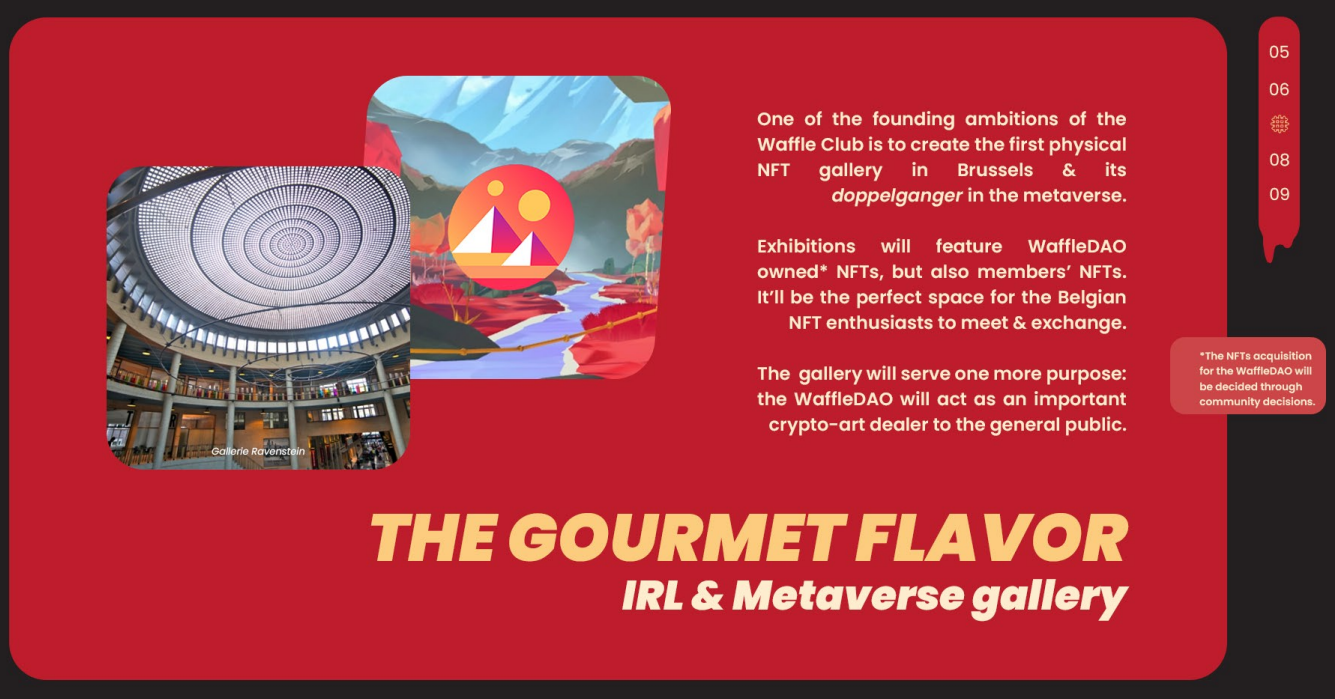 One of the founding ambitions of the
Waffle Club is to create the first physical
NFT gallery in Brussels & its
doppelganger in the metaverse.
Exhibitions will feature WaffleDAO
owned* NFTs, but also members’ NFTs.
It’ll be the perfect space for the Belgian
NFT enthusiasts to meet & exchange.
The gallery will serve one more purpose:
the WaffleDAO will act as an important
crypto-art dealer to the general public.
Gallerie Ravenstein
THE GOURMET FLAVOR
IRL & Metaverse gallery
05
06
08
09
*The NFTs acquisition
for the WaffleDAO will
be decided through
community decisions.